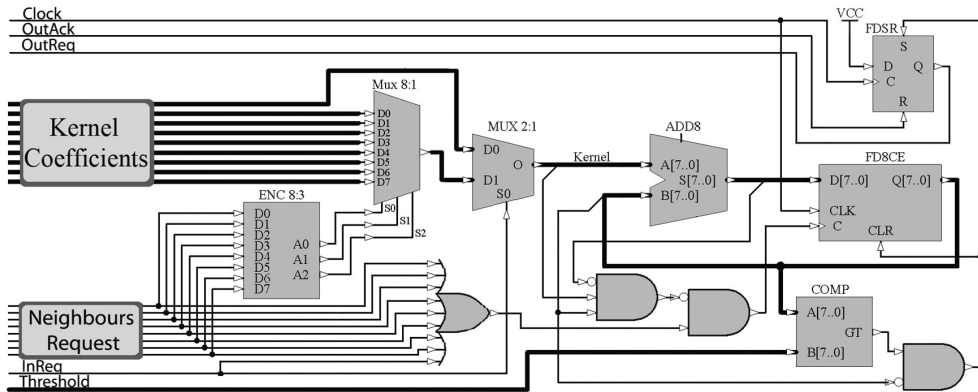 Clock
OutAck
OutReq
VCC
FDSR
S
D
Q
C
R
Kernel
Coefficients
Mux 8:1
D0
D1
D2
D3
D4
D5
D6
D7
S0
S1
S2
MUX 2:1
D0
O
D1
S0
Kernel
ADD8
A[7..0]
S[7..0]
B[7..0]
FD8CE
D[7..0]
Q[7..0]
CLK
C
CLR
ENC 8:3
D0
D1
D2
D3
D4
D5
D6
D7
A0
A1
A2
Neighbours
Request
COMP
A[7..0]
GT
B[7..0]
InReq
Threshold